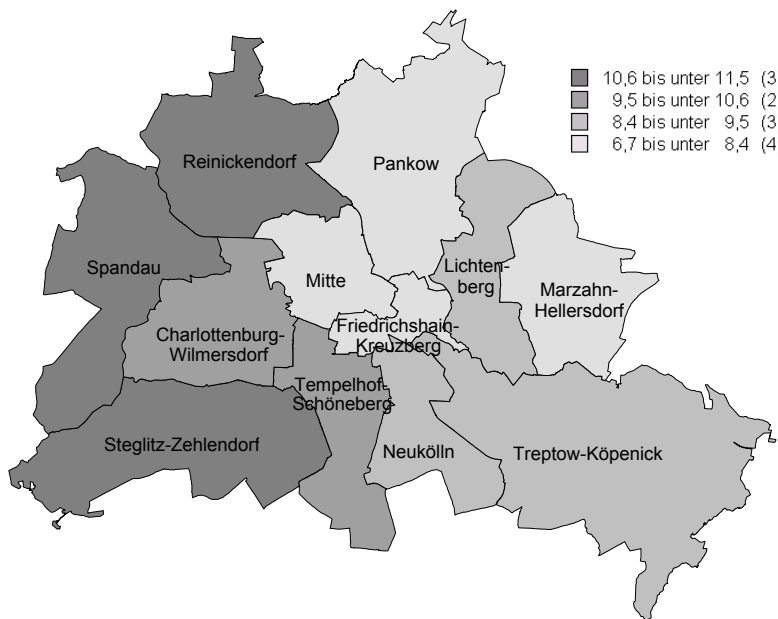 10,6 bis unter 11,5 (3
9,5 bis unter 10,6 (2
8,4 bis unter 9,5 (3
6,7 bis unter 8,4 (4
Reinickendorf
Pankow
Spandau
Mitte
Lichten-
berg
Marzahn-
Hellersdorf
Charlottenburg-
Wilmersdorf
Friedrichshain-
Kreuzberg
Tempelhof-
Schöneberg
Steglitz-Zehlendorf
Neukölln
Treptow-Köpenick